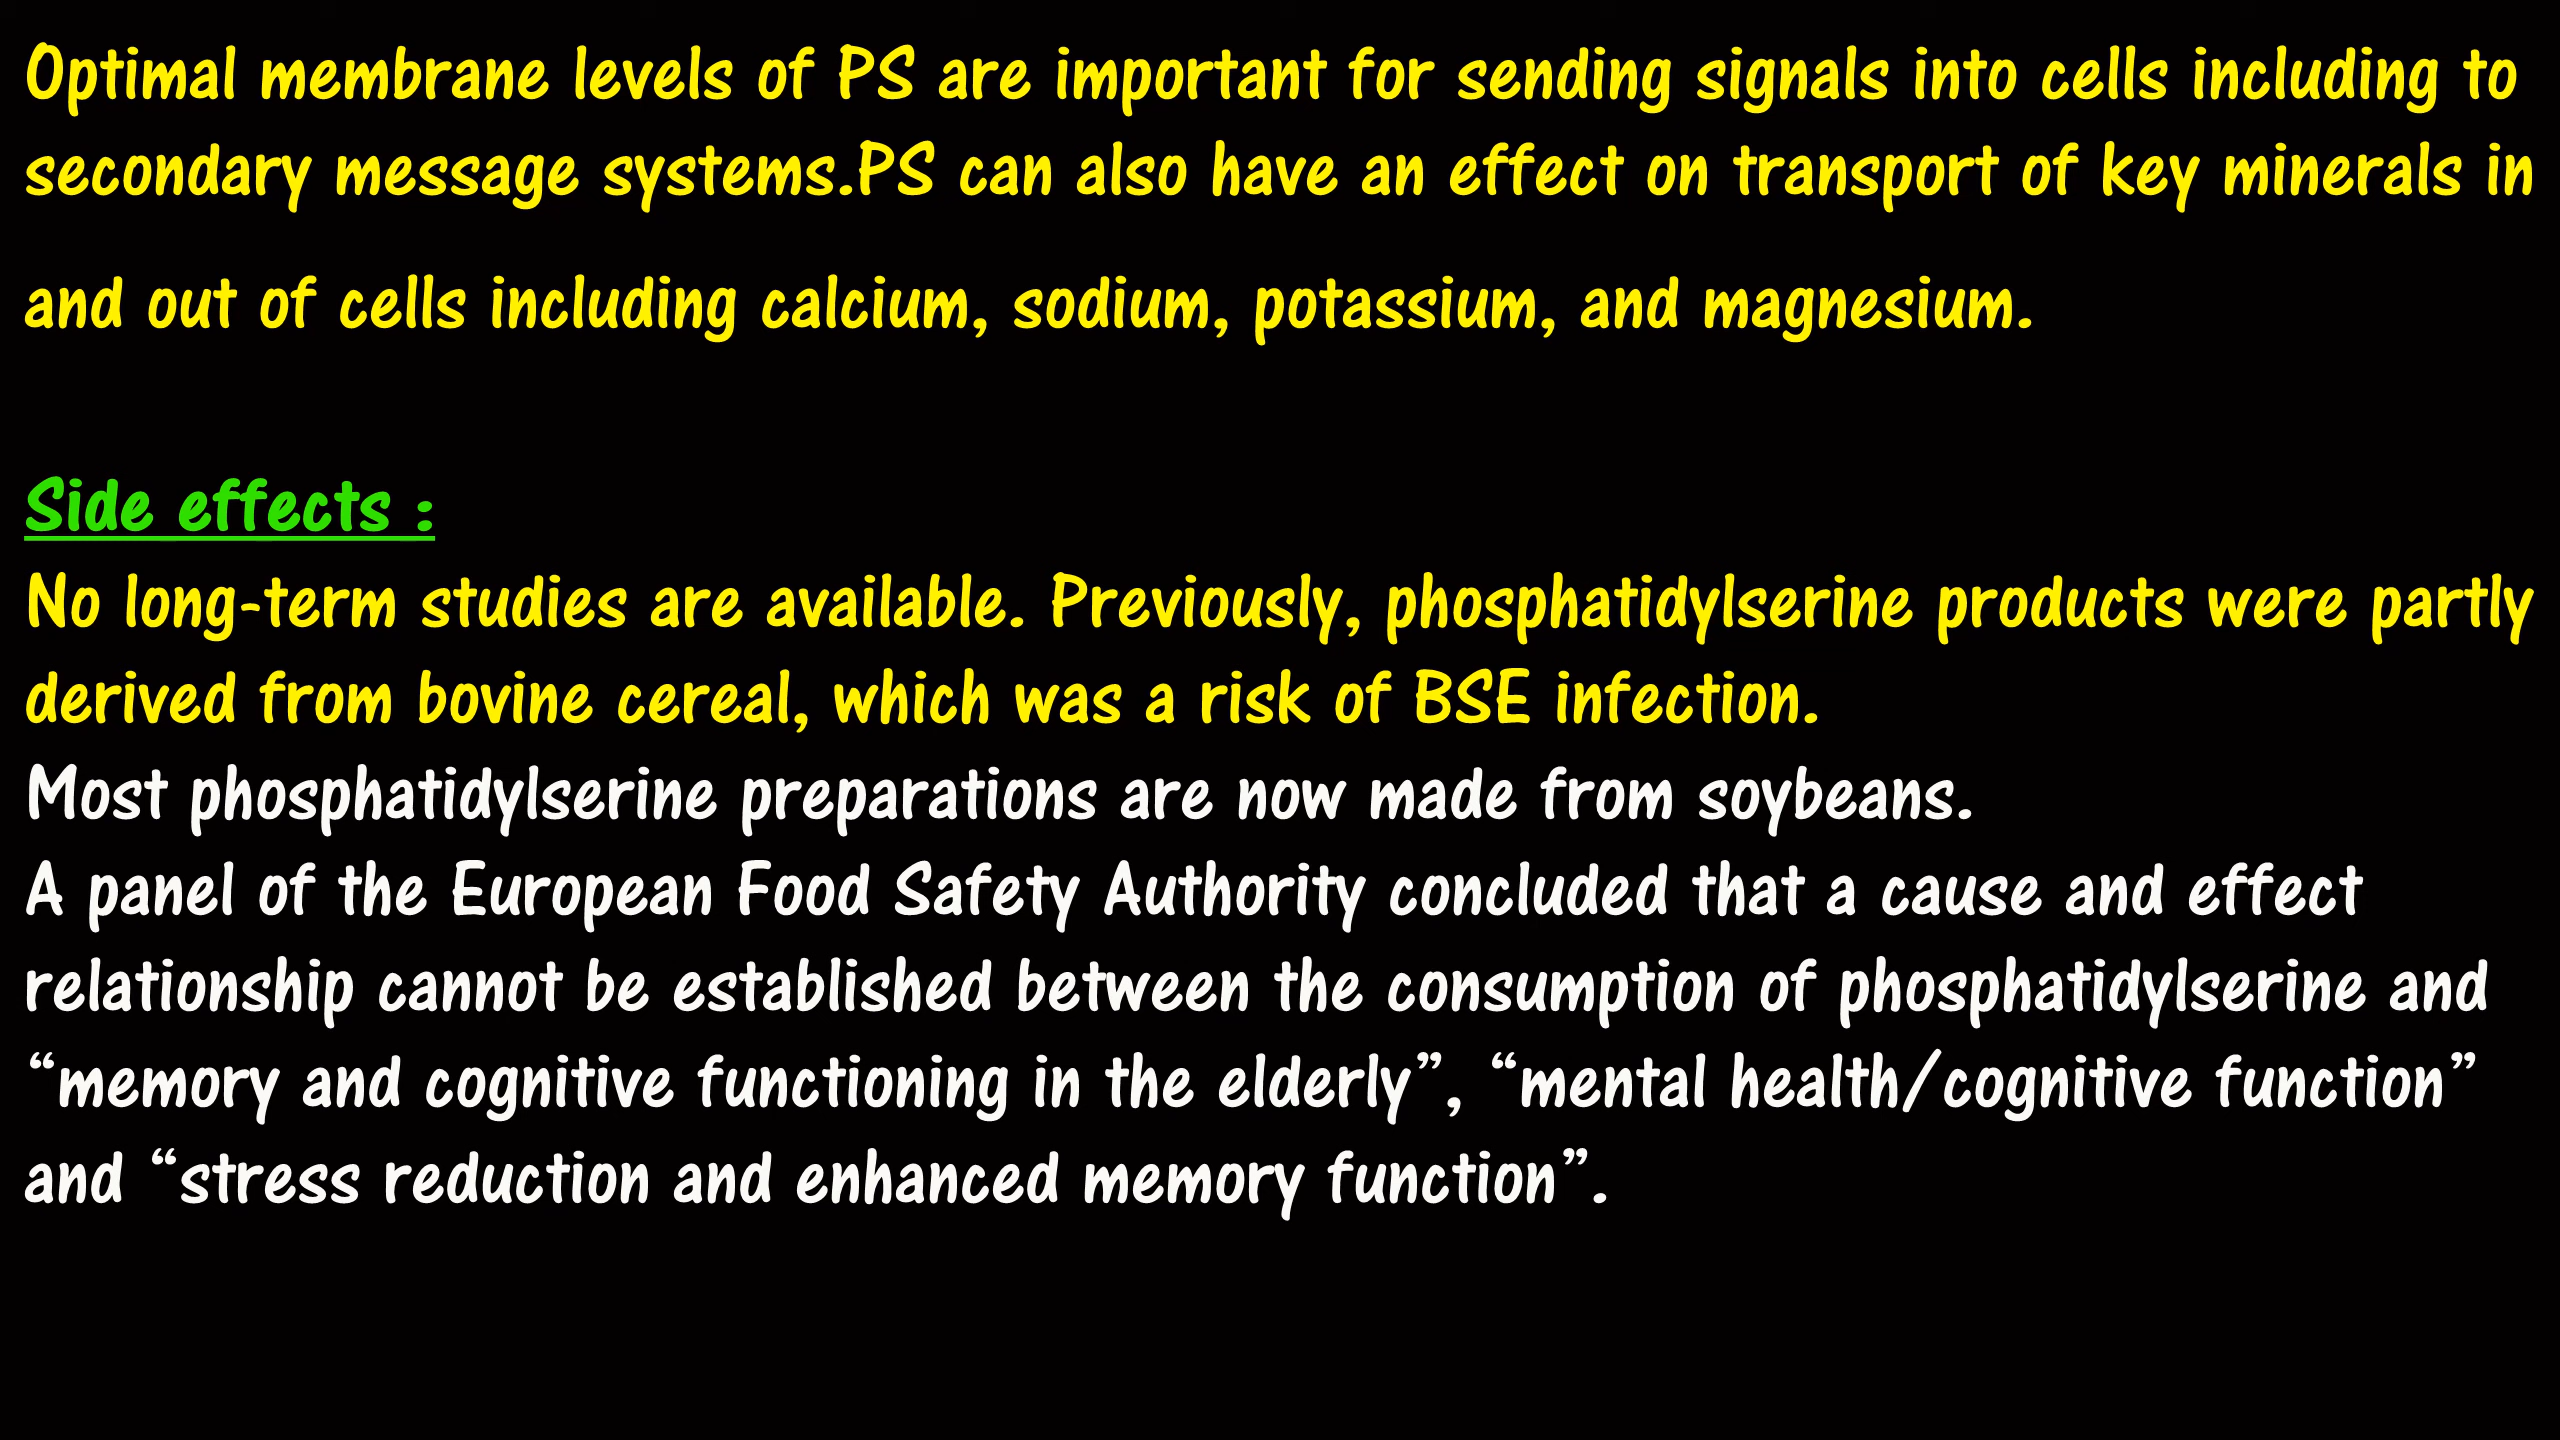 Optimal membrane levels of PS are important for sending signals into cells including to
secondary message systems.PS can also have an effect on transport of key minerals in
and out of cells including calcium, sodium, potassium, and magnesium.
Side effects :
No long-term studies are available. Previously, phosphatidylserine products were partly
derived from bovine cereal, which was a risk of BSE infection.
Most phosphatidylserine preparations are now made from soybeans.
A panel of the European Food Safety Authority concluded that a cause and effect
relationship cannot be established between the consumption of phosphatidylserine and
“memory and cognitive functioning in the elderly”, “mental health/cognitive function”
and “stress reduction and enhanced memory function”.